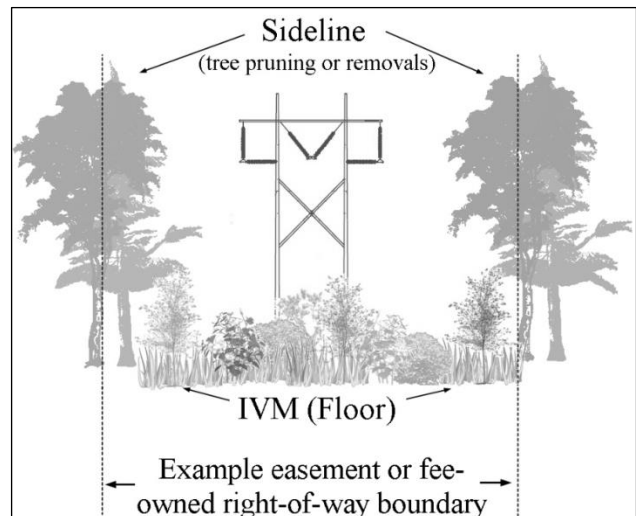 Sideline
(tree pruning or removals)
IVM (Floor)
Example easement or fee-
owned right-of-way boundary